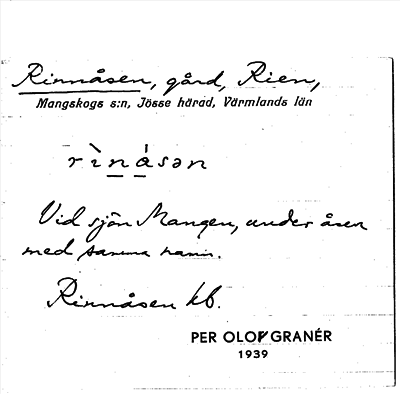 Rinnåsen, gård, Rien,
Mangskogs s:n, Jösse härad, Värmlands län
rìnásən
Vid sjön Mangen, under åsen
med samma namn.
Rinnåsen kb.
PER OLOF GRANÉR
1939